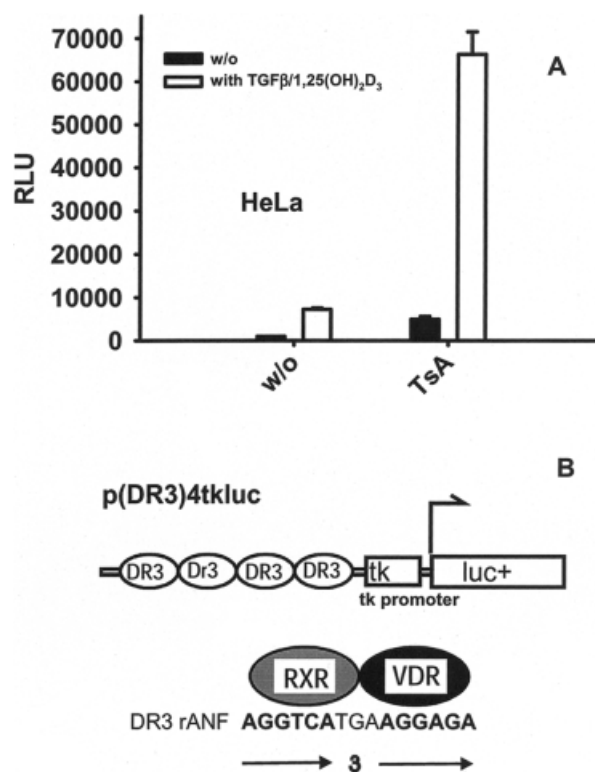 70000
60000
50000
40000
30000
20000
10000
0
RLU
w/o
with TGFβ/1,25(OH)₂D₃
A
HeLa
w/o
TsA
B
p(DR3)4tkluc
DR3 Dr3 DR3 DR3 tk luc+
tk promoter
RXR VDR
DR3 rANF AGGTCATGAAGGAGA
3